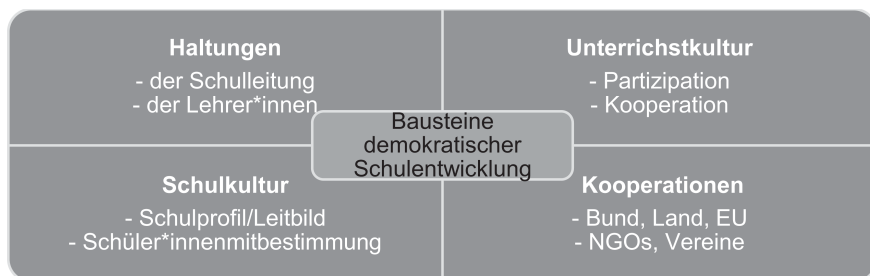 Haltungen
- der Schulleitung
- der Lehrer*innen
Unterrichstkultur
- Partizipation
- Kooperation
Bausteine
demokratischer
Schulentwicklung
Schulkultur
- Schulprofil/Leitbild
- Schüler*innenmitbestimmung
Kooperationen
- Bund, Land, EU
- NGOs, Vereine